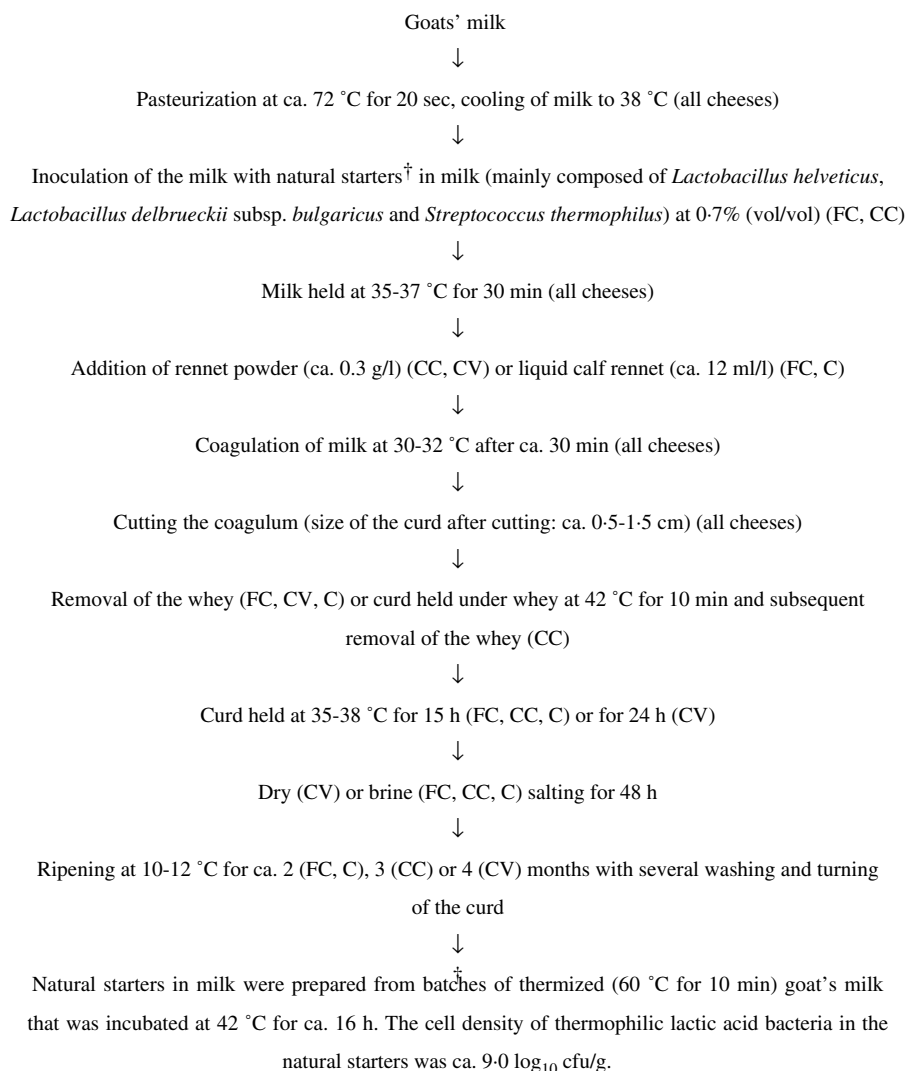 Goats’ milk
↓
Pasteurization at ca. 72 ˚C for 20 sec, cooling of milk to 38 ˚C (all cheeses)
↓
Inoculation of the milk with natural starters† in milk (mainly composed of Lactobacillus helveticus,
Lactobacillus delbrueckii subsp. bulgaricus and Streptococcus thermophilus) at 0·7% (vol/vol) (FC, CC)
↓
Milk held at 35-37 ˚C for 30 min (all cheeses)
↓
Addition of rennet powder (ca. 0.3 g/l) (CC, CV) or liquid calf rennet (ca. 12 ml/l) (FC, C)
↓
Coagulation of milk at 30-32 ˚C after ca. 30 min (all cheeses)
↓
Cutting the coagulum (size of the curd after cutting: ca. 0·5-1·5 cm) (all cheeses)
↓
Removal of the whey (FC, CV, C) or curd held under whey at 42 ˚C for 10 min and subsequent
removal of the whey (CC)
↓
Curd held at 35-38 ˚C for 15 h (FC, CC, C) or for 24 h (CV)
↓
Dry (CV) or brine (FC, CC, C) salting for 48 h
↓
Ripening at 10-12 ˚C for ca. 2 (FC, C), 3 (CC) or 4 (CV) months with several washing and turning
of the curd
↓
†
Natural starters in milk were prepared from batches of thermized (60 ˚C for 10 min) goat’s milk
that was incubated at 42 ˚C for ca. 16 h. The cell density of thermophilic lactic acid bacteria in the
natural starters was ca. 9·0 log10 cfu/g.